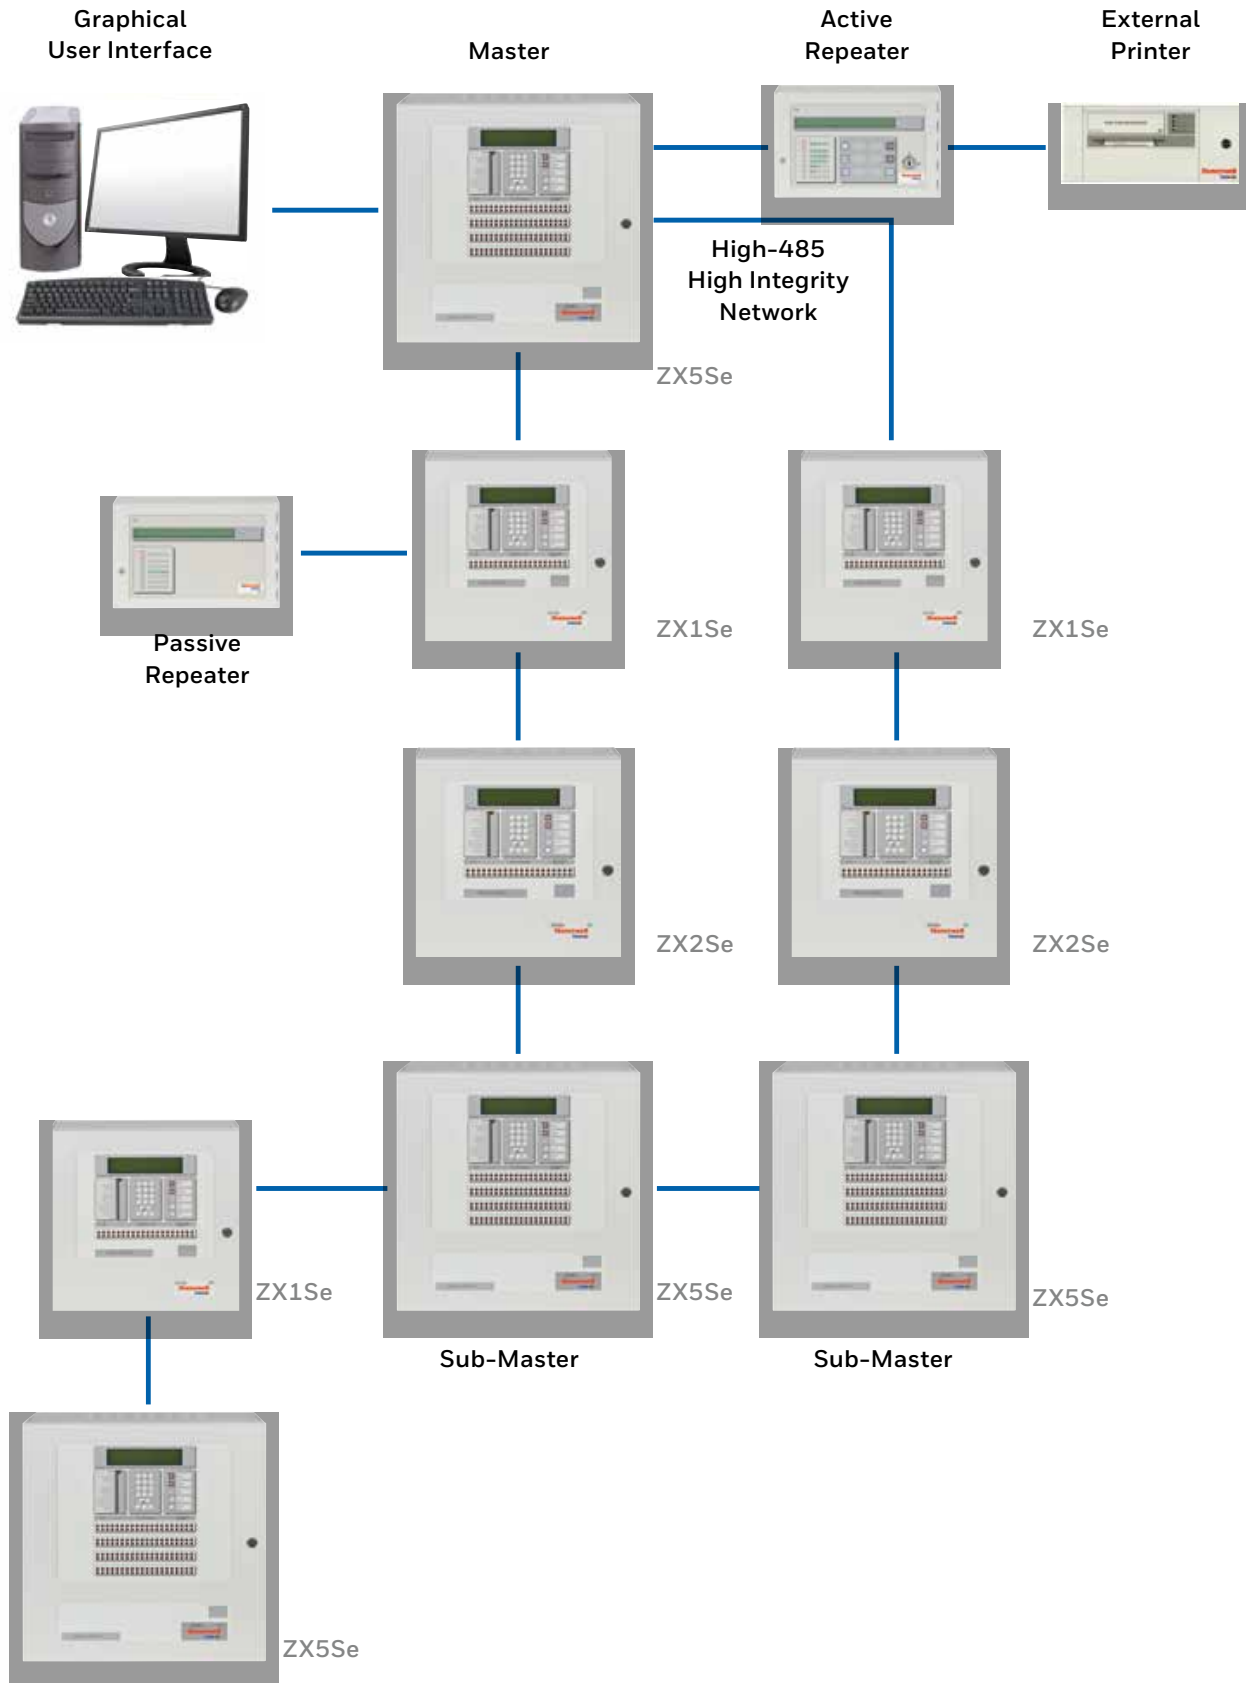 Graphical
User Interface
Master
Active
Repeater
External
Printer
High-485
High Integrity
Network
ZX5Se
Passive
Repeater
ZX1Se
ZX1Se
ZX2Se
ZX2Se
ZX1Se
ZX5Se
ZX5Se
Sub-Master
Sub-Master
ZX5Se